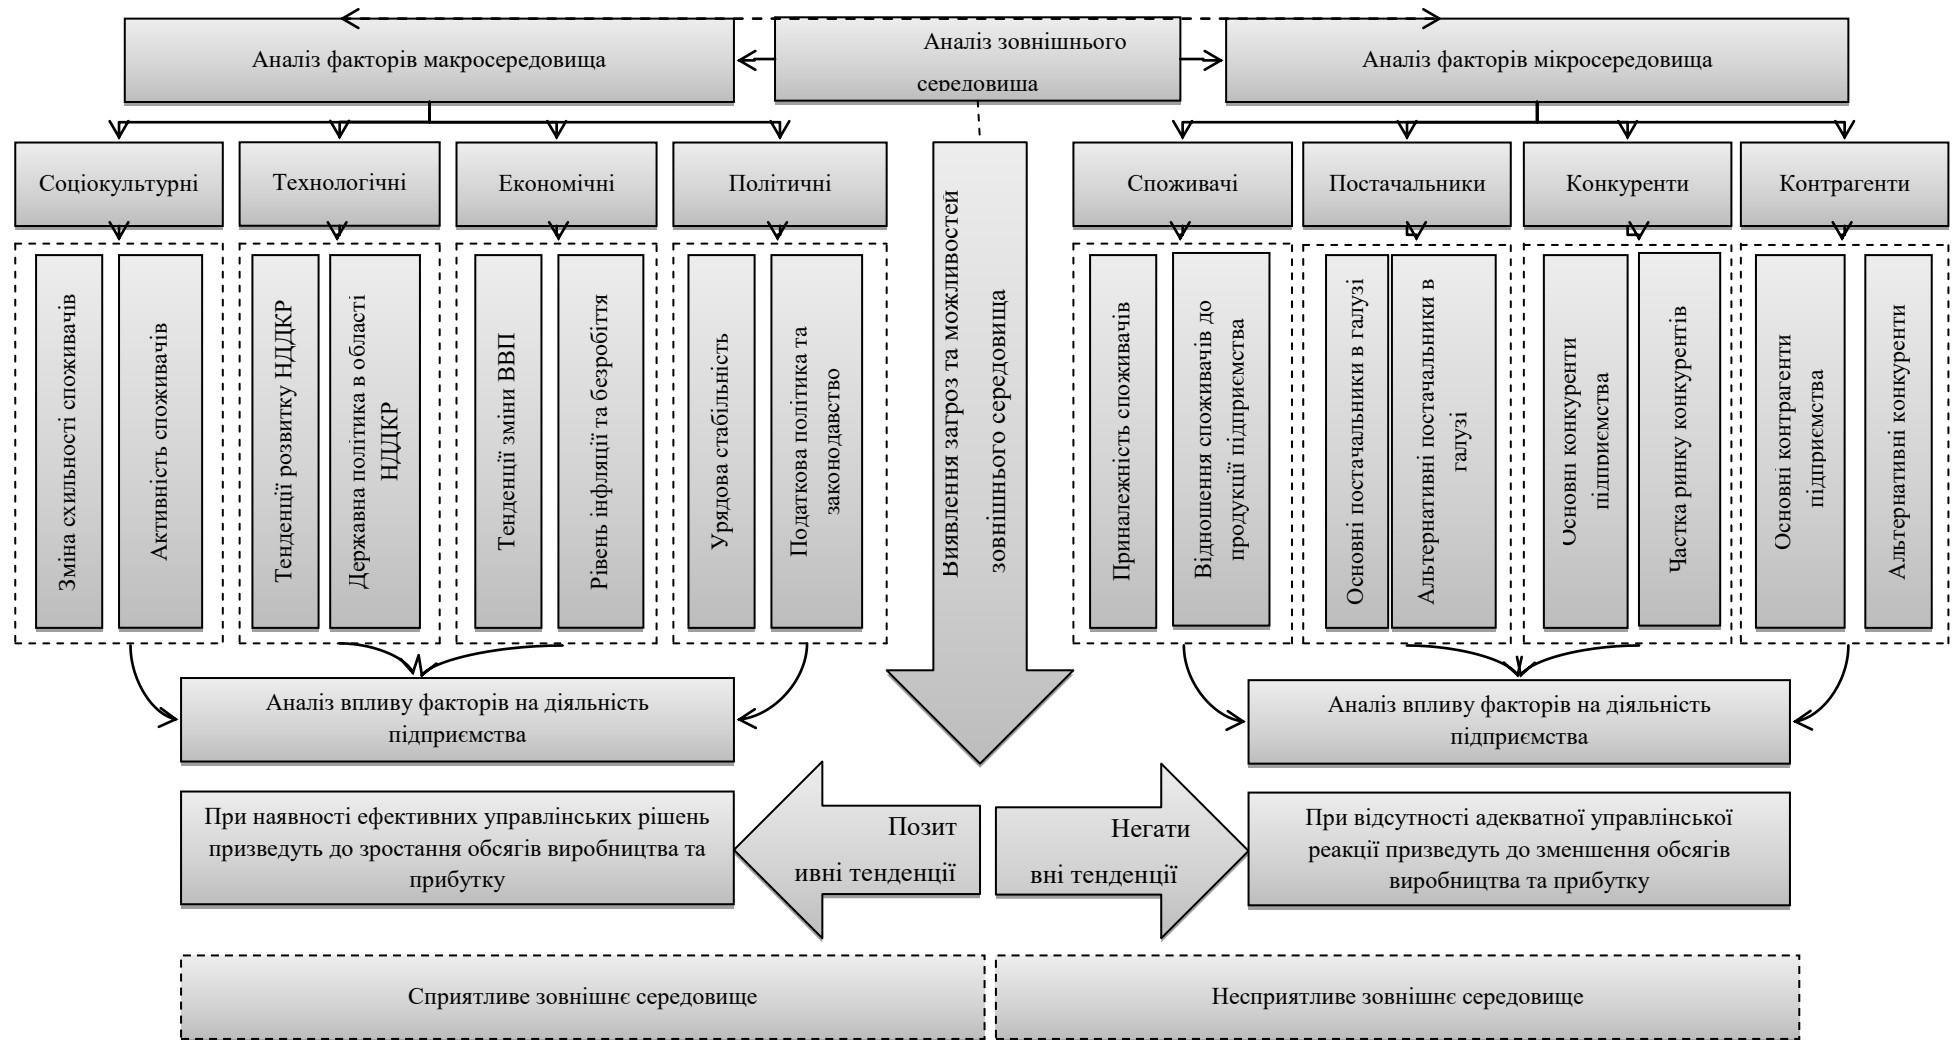 Аналіз факторів макросередовища
Аналіз зовнішнього
середовища
Аналіз факторів мікросередовища
Соціокультурні
Технологічні
Економічні
Політичні
Споживачі
Постачальники
Конкуренти
Контрагенти
Зміна схильності споживачів
Активність споживачів
Тенденції розвитку НДДКР
Державна політика в області
НДДКР
Тенденції зміни ВВП
Рівень інфляції та безробіття
Урядова стабільність
Податкова політика та
законодавство
Виявлення загроз та можливостей
зовнішнього середовища
Приналежність споживачів
Відношення споживачів до
продукції підприємства
Основні постачальники в галузі
Альтернативні постачальники в
галузі
Основні конкуренти
підприємства
Частка ринку конкурентів
Основні контрагенти
підприємства
Альтернативні конкуренти
Аналіз впливу факторів на діяльність
підприємства
Аналіз впливу факторів на діяльність
підприємства
При наявності ефективних управлінських рішень
призведуть до зростання обсягів виробництва та
прибутку
Позит
ивні тенденції
Негати
вні тенденції
При відсутності адекватної управлінської
реакції призведуть до зменшення обсягів
виробництва та прибутку
Сприятливе зовнішнє середовище
Несприятливе зовнішнє середовище